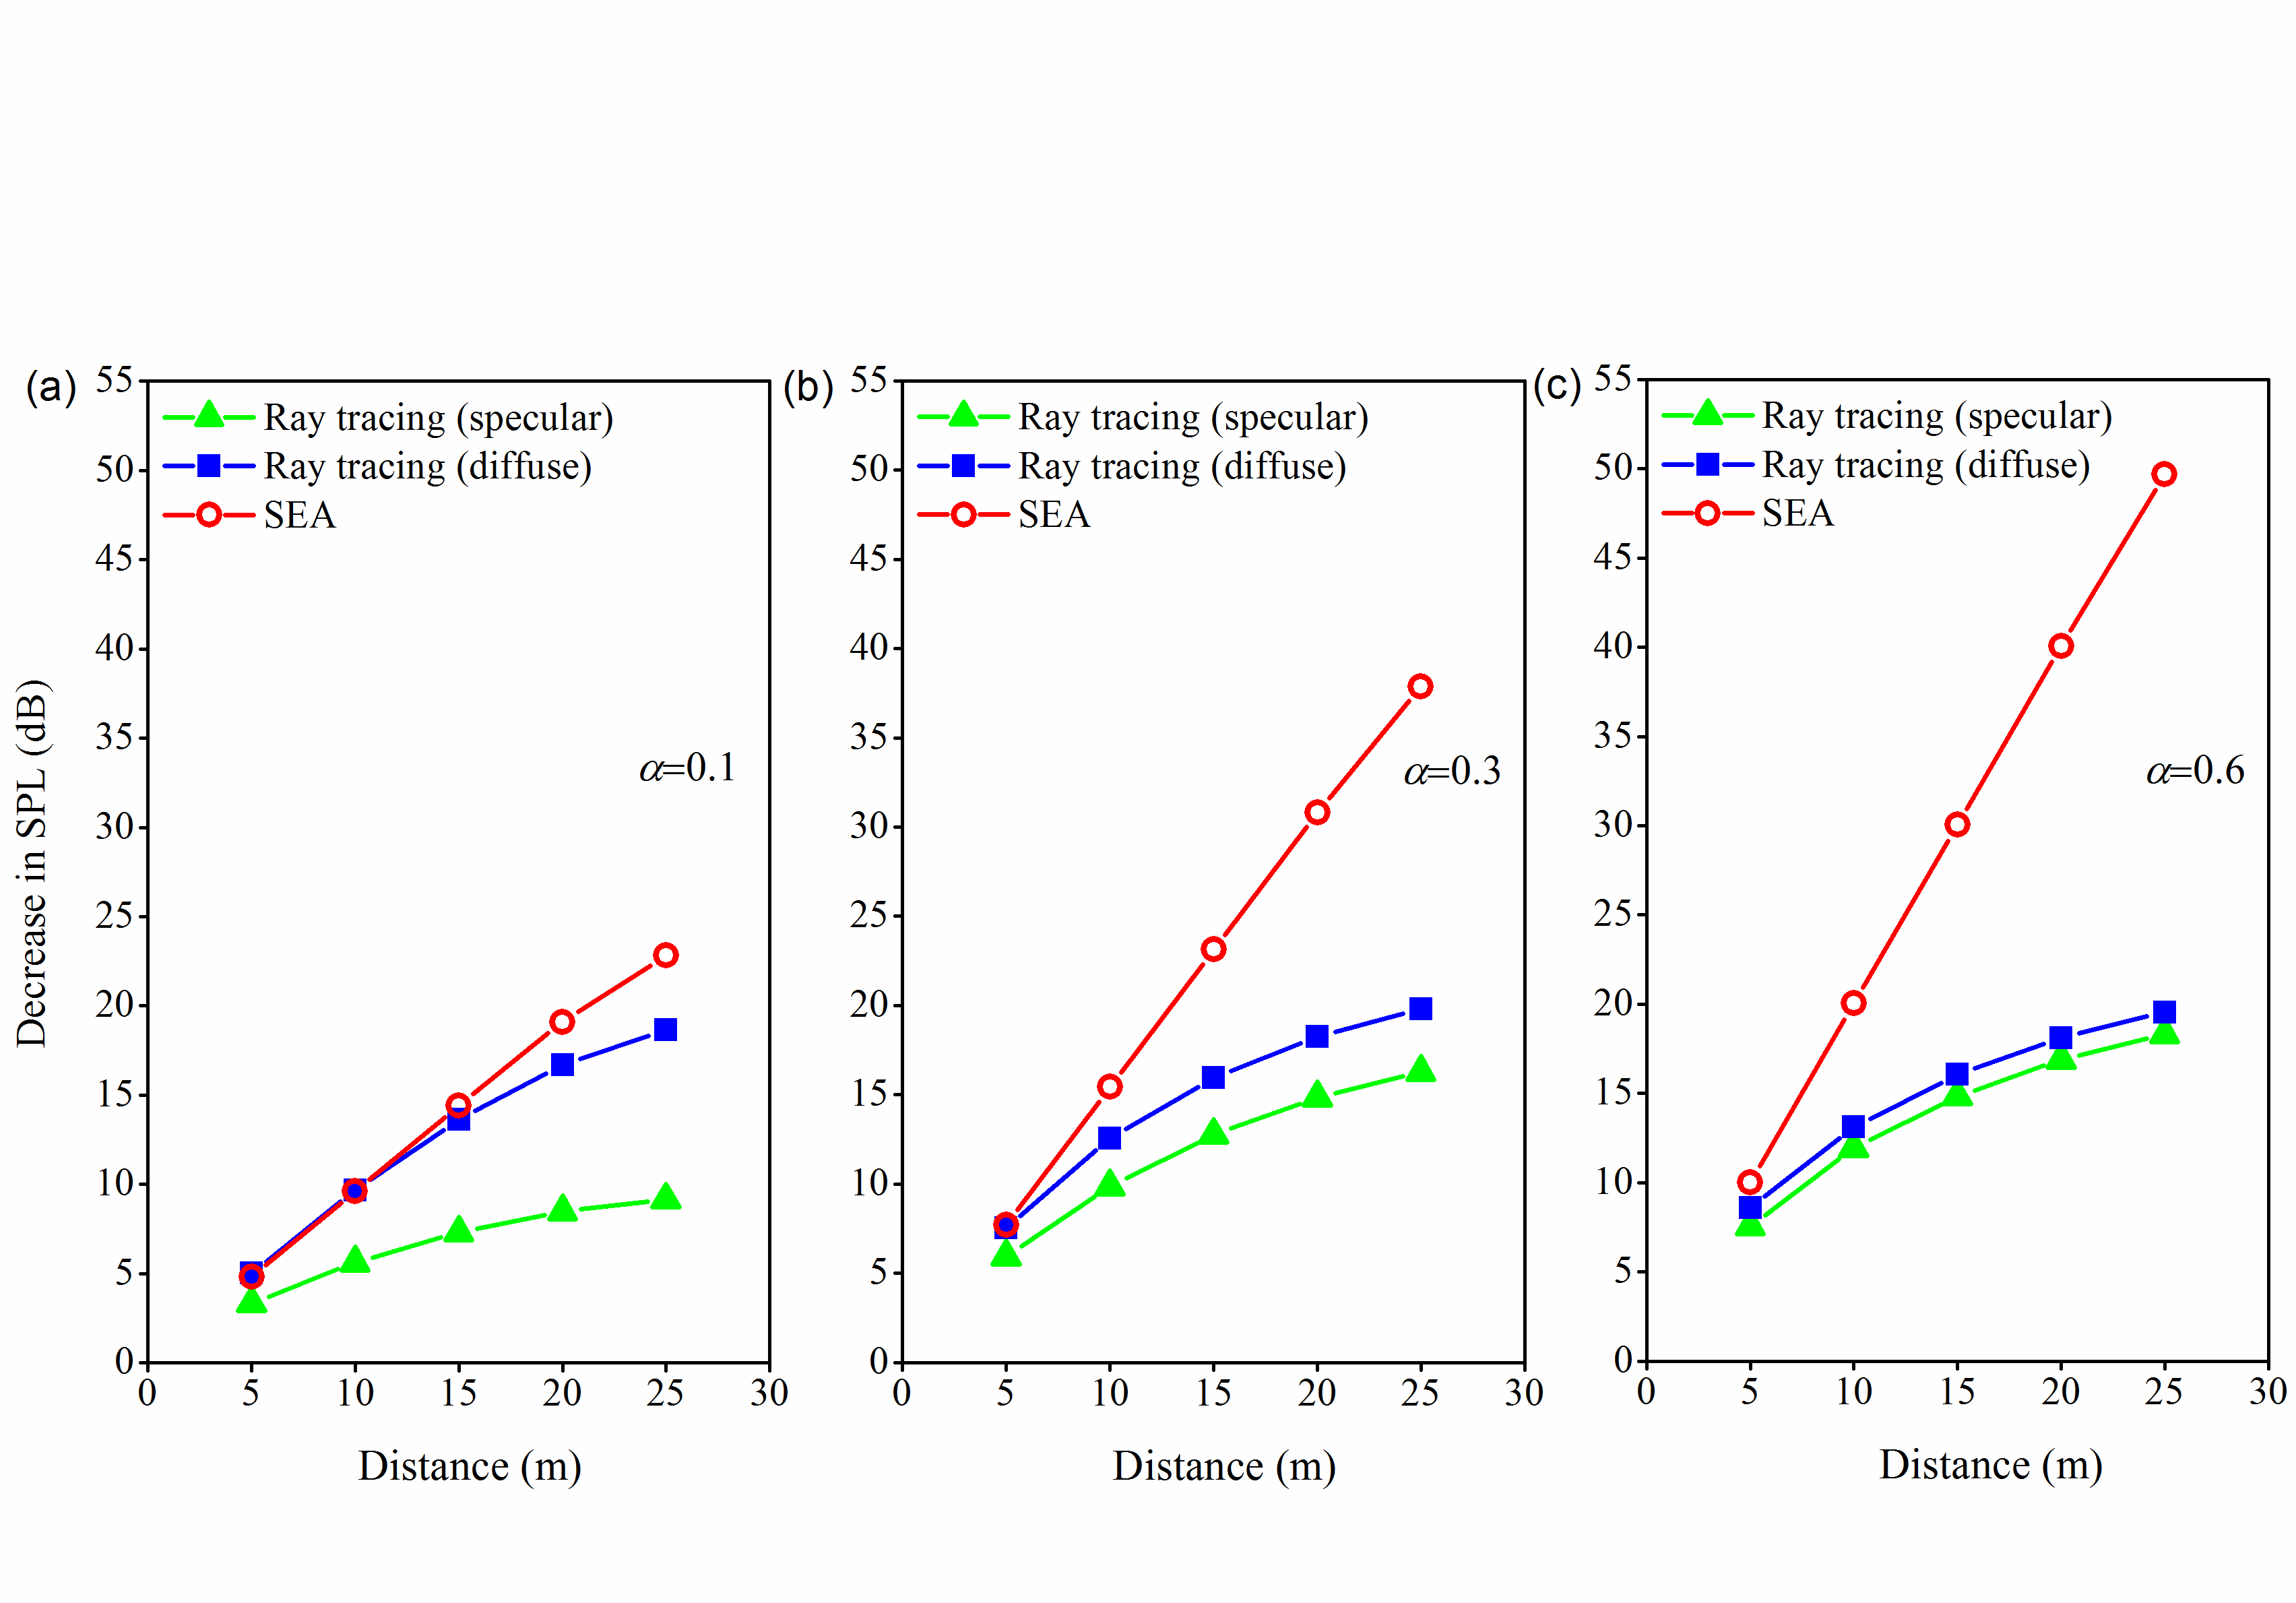 (a)
55
50
45
40
35
30
25
20
15
10
5
0
Decrease in SPL (dB)
Ray tracing (specular)
Ray tracing (diffuse)
SEA
α=0.1
0 5 10 15 20 25 30
Distance (m)
(b)
55
50
45
40
35
30
25
20
15
10
5
0
Ray tracing (specular)
Ray tracing (diffuse)
SEA
α=0.3
0 5 10 15 20 25 30
Distance (m)
(c)
55
50
45
40
35
30
25
20
15
10
5
0
Ray tracing (specular)
Ray tracing (diffuse)
SEA
α=0.6
0 5 10 15 20 25 30
Distance (m)